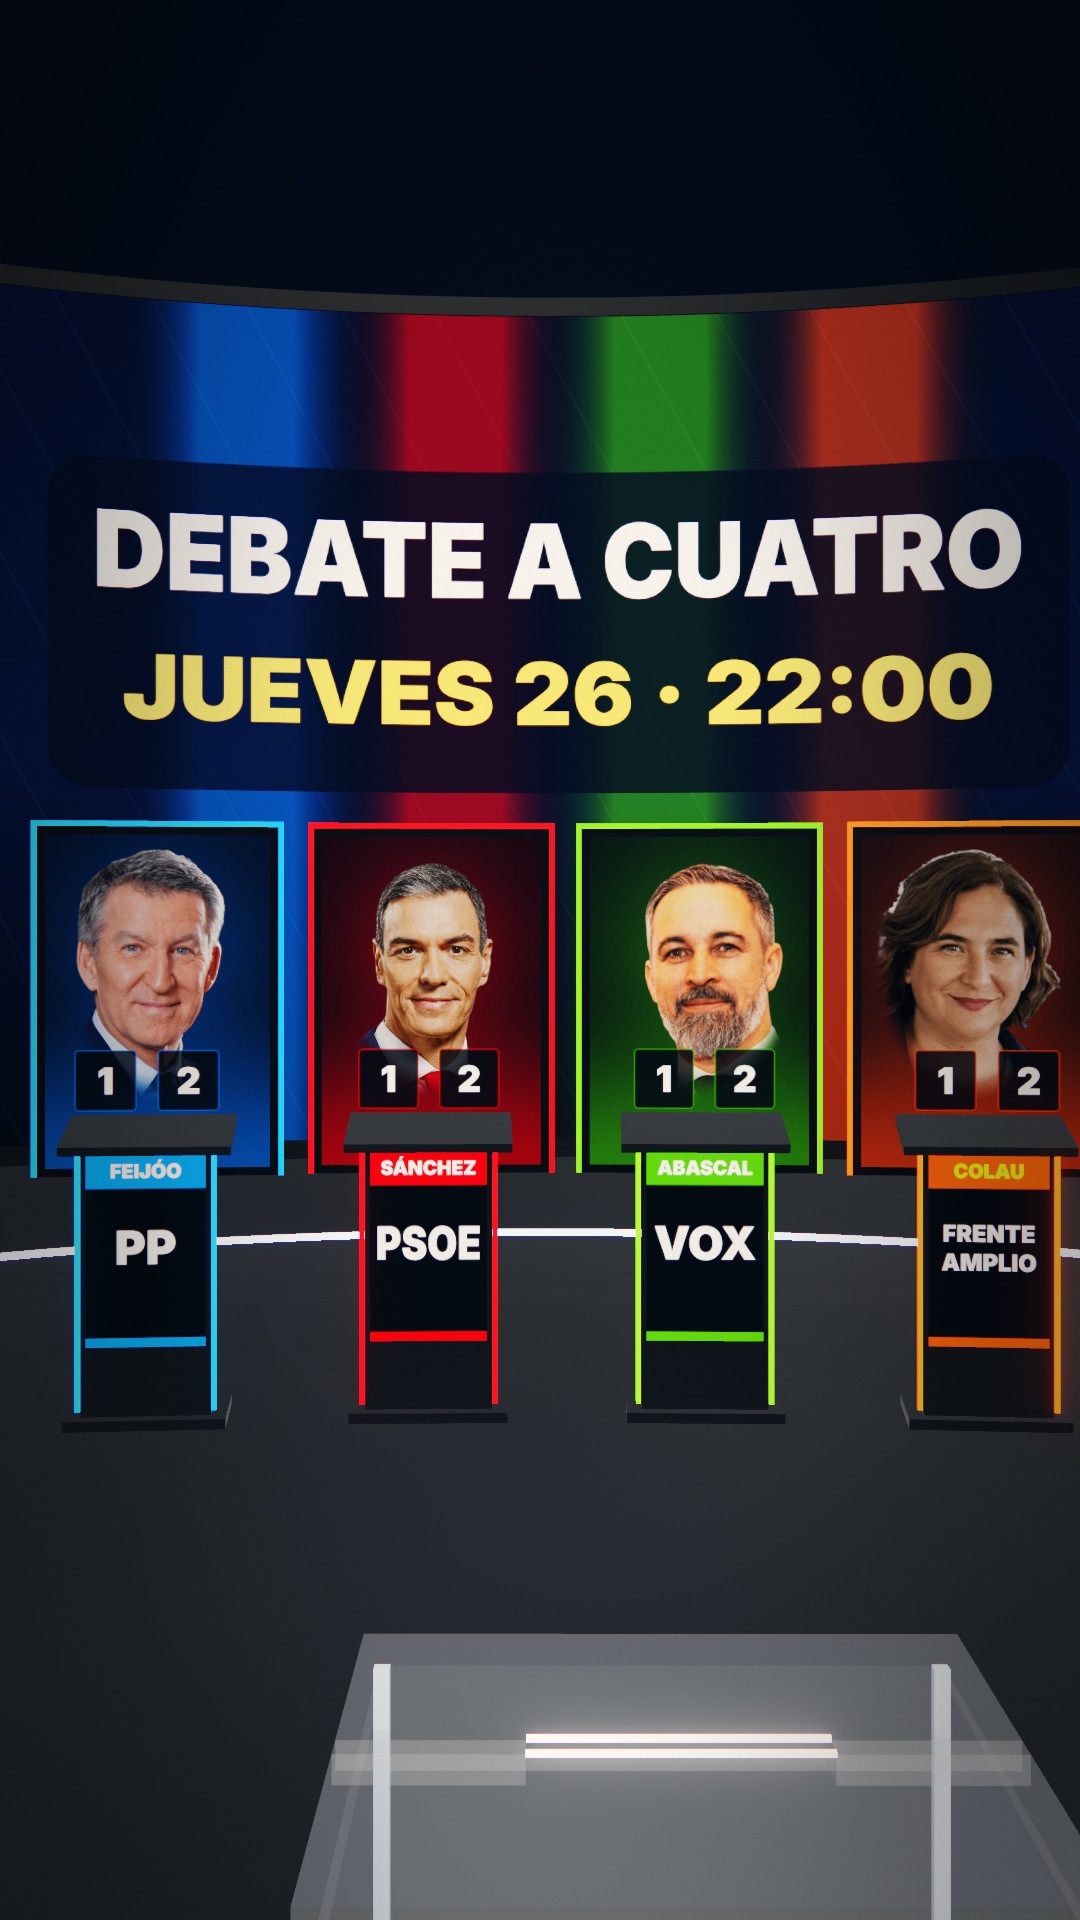 DEBATE A CUATRO
JUEVES 26 · 22:00
1 2
1 2
1 2
1 2
FEIJÓO
SÁNCHEZ
ABASCAL
COLAU
PP
PSOE
VOX
FRENTE
AMPLIO